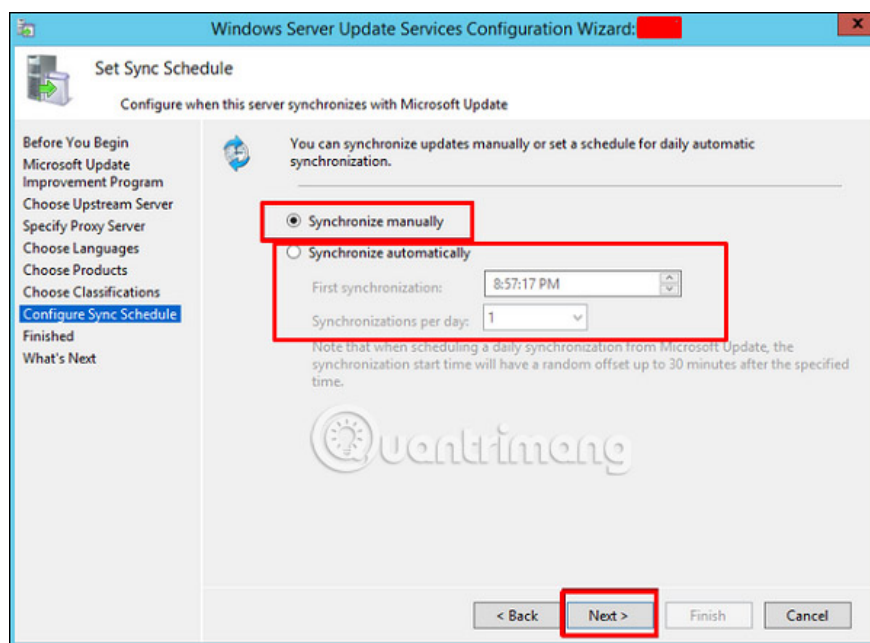 Windows Server Update Services Configuration Wizard:
x
Set Sync Schedule
Configure when this server synchronizes with Microsoft Update
Before You Begin
Microsoft Update
Improvement Program
Choose Upstream Server
Specify Proxy Server
Choose Languages
Choose Products
Choose Classifications
Configure Sync Schedule
Finished
What's Next
You can synchronize updates manually or set a schedule for daily automatic
synchronization.
Synchronize manually
Synchronize automatically
First synchronization: 8:57:17 PM
Synchronizations per day: 1
Note that when scheduling a daily synchronization from Microsoft Update, the
synchronization start time will have a random offset up to 30 minutes after the specified
time.
Quantrimang
< Back Next > Finish Cancel